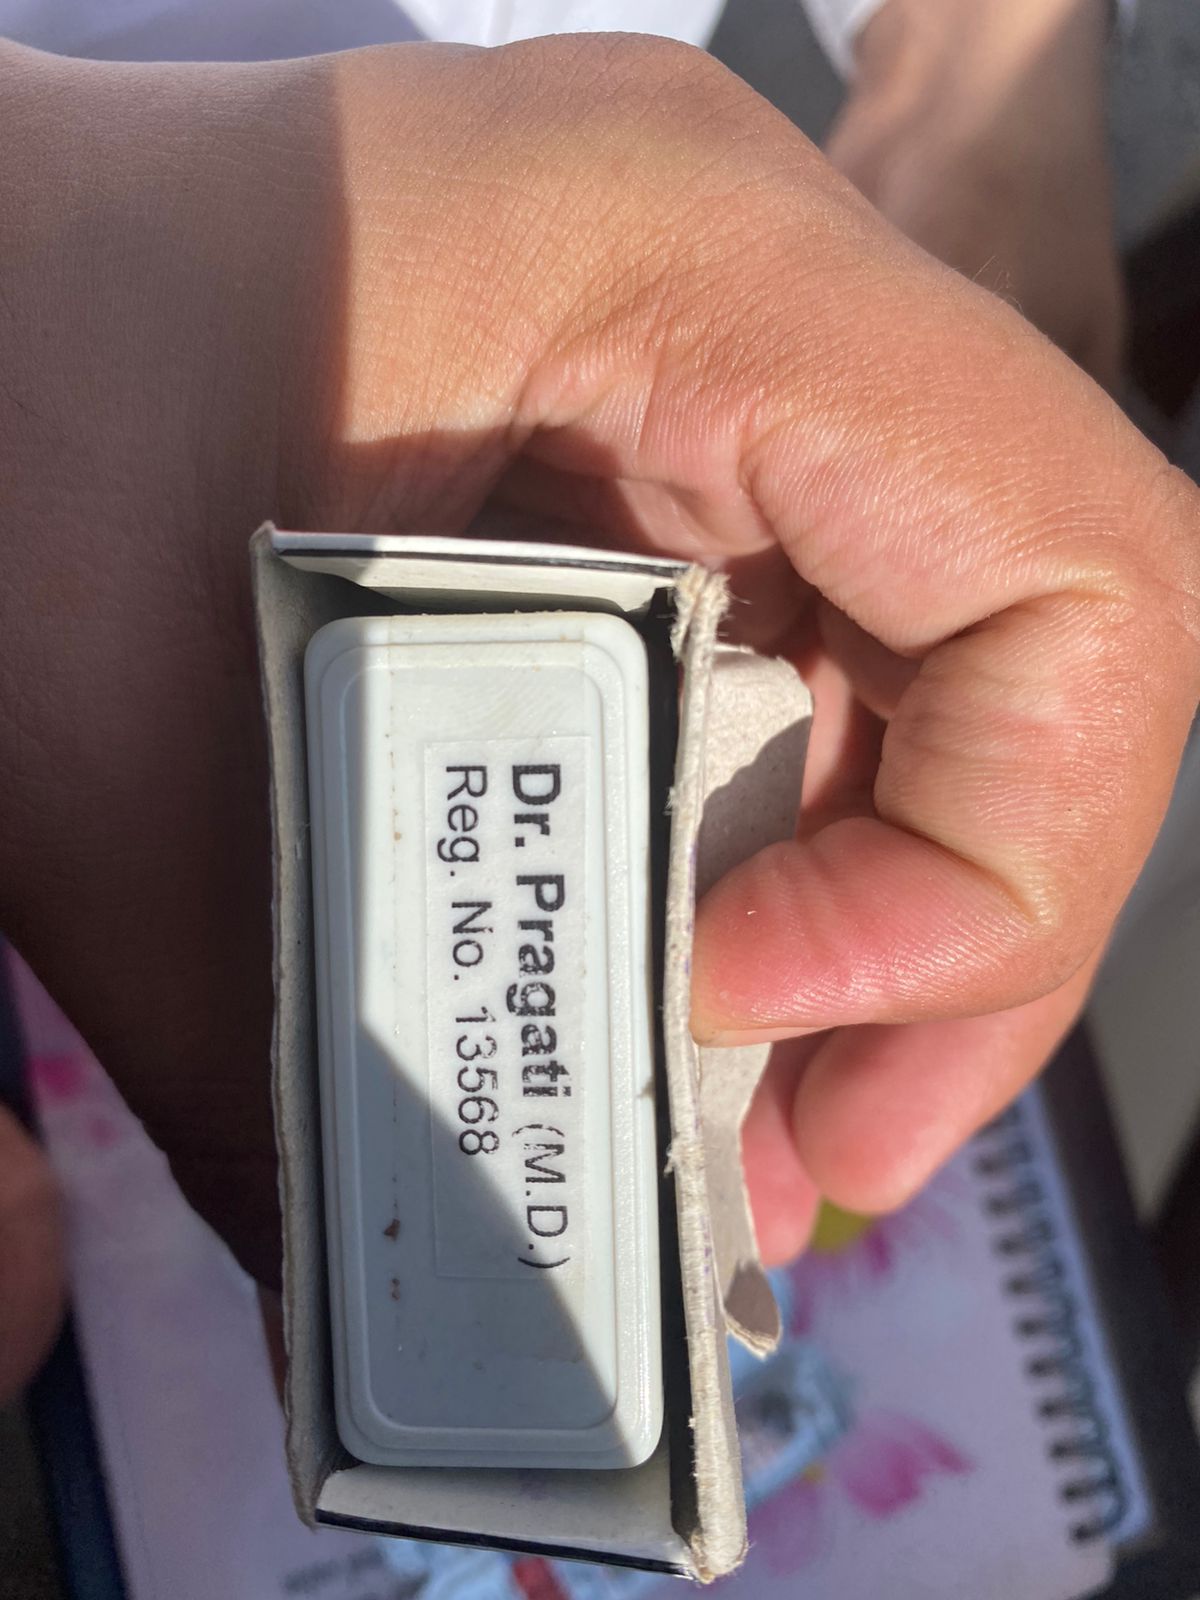 Dr. Pragati (M.D.)
Reg. No. 13568